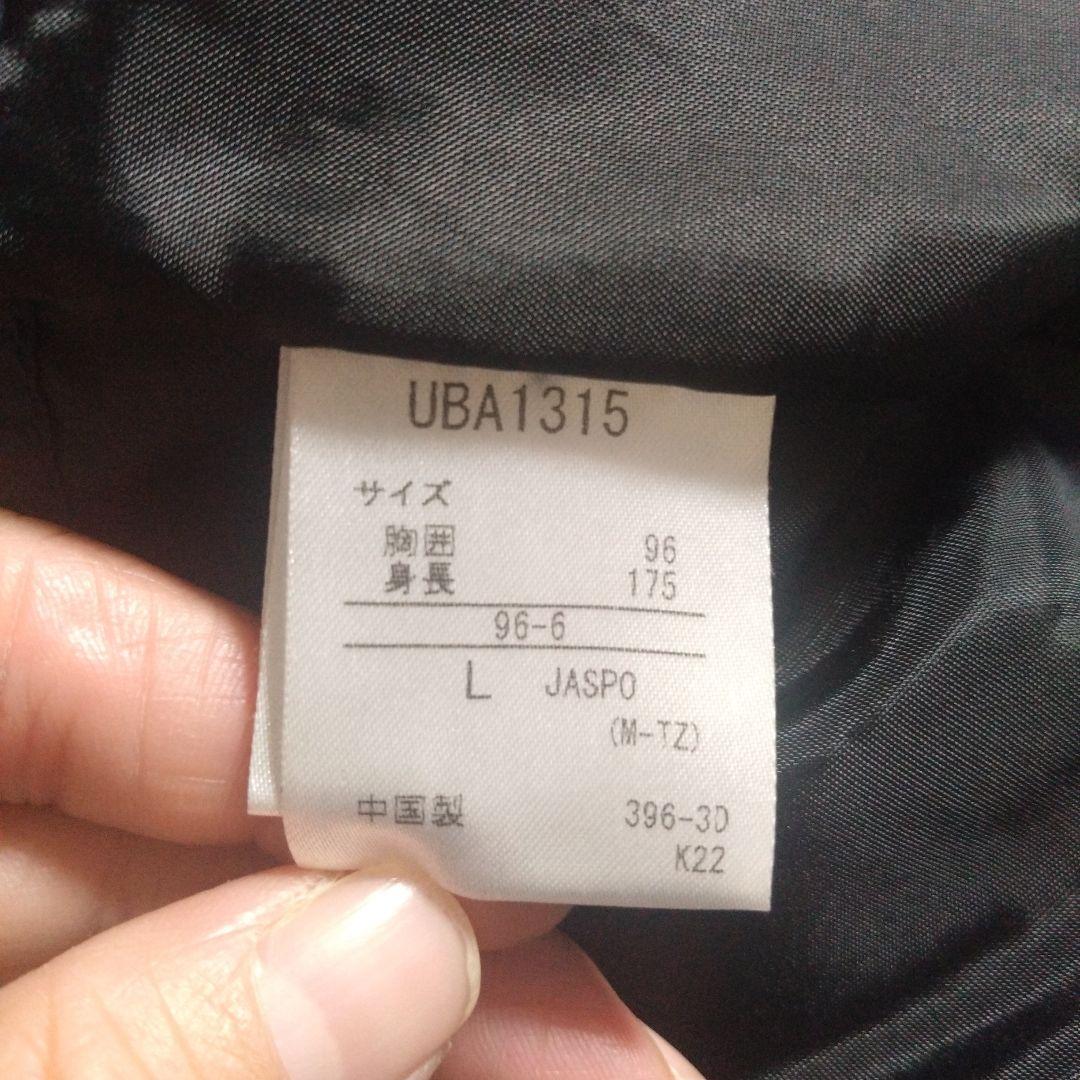 UBA1315
サイズ
胸囲 96
身長 175
96-6
L JASPO
(M-TZ)
中国製 396-3D
K22